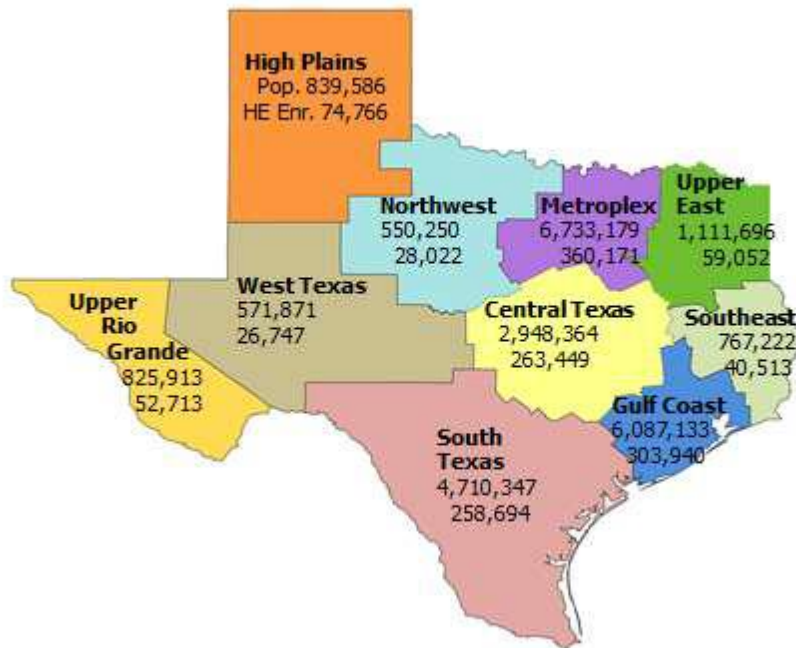 High Plains
Pop. 839,586
HE Enr. 74,766
Northwest
550,250
28,022
Metroplex
6,733,179
360,171
Upper
East
1,111,696
59,052
Upper
Rio
Grande
825,913
52,713
West Texas
571,871
26,747
Central Texas
2,948,364
263,449
Southeast
767,222
40,513
Gulf Coast
6,087,133
303,940
South
Texas
4,710,347
258,694